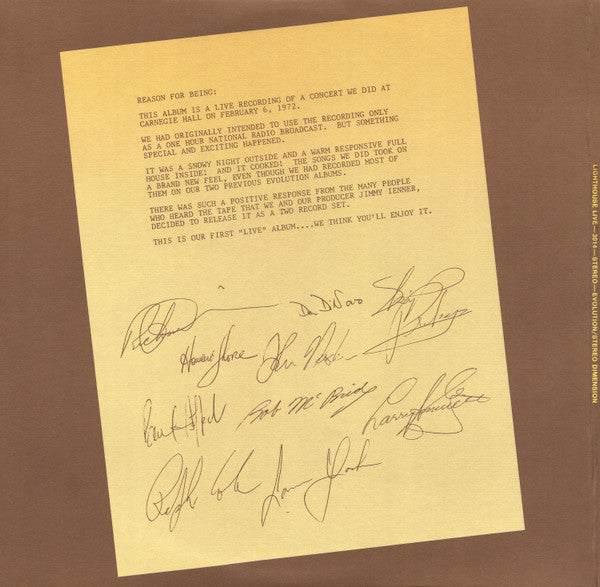 REASON FOR BEING:
THIS ALBUM IS A LIVE RECORDING OF A CONCERT WE DID AT
CARNEGIE HALL ON FEBRUARY 6, 1972.
WE HAD ORIGINALLY INTENDED TO USE THE RECORDING ONLY
AS A ONE HOUR NATIONAL RADIO BROADCAST. BUT SOMETHING
SPECIAL AND EXCITING HAPPENED.
IT WAS A SNOWY NIGHT OUTSIDE AND A WARM RESPONSIVE FULL
HOUSE INSIDE! AND IT COOKED! THE SONGS WE DID TOOK ON
A BRAND NEW FEEL, EVEN THOUGH WE HAD RECORDED MOST OF
THEM ON OUR TWO PREVIOUS EVOLUTION ALBUMS.
THERE WAS SUCH A POSITIVE RESPONSE FROM THE MANY PEOPLE
WHO HEARD THE TAPE THAT WE AND OUR PRODUCER JIMMY IENNER,
DECIDED TO RELEASE IT AS A TWO RECORD SET.
THIS IS OUR FIRST "LIVE" ALBUM....WE THINK YOU'LL ENJOY IT.
Howard Shore
Bob McBride
Ralph Cole
LIGHTHOUSE LIVE—3014—STEREO—EVOLUTION/STEREO DIMENSION